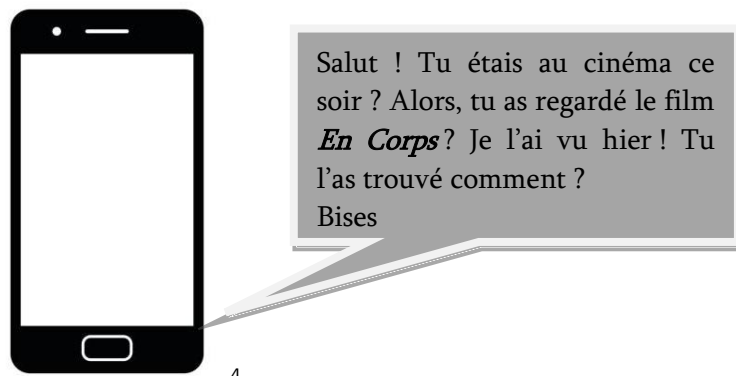 Salut ! Tu étais au cinéma ce
soir ? Alors, tu as regardé le film
En Corps ? Je l'ai vu hier ! Tu
l'as trouvé comment ?
Bises